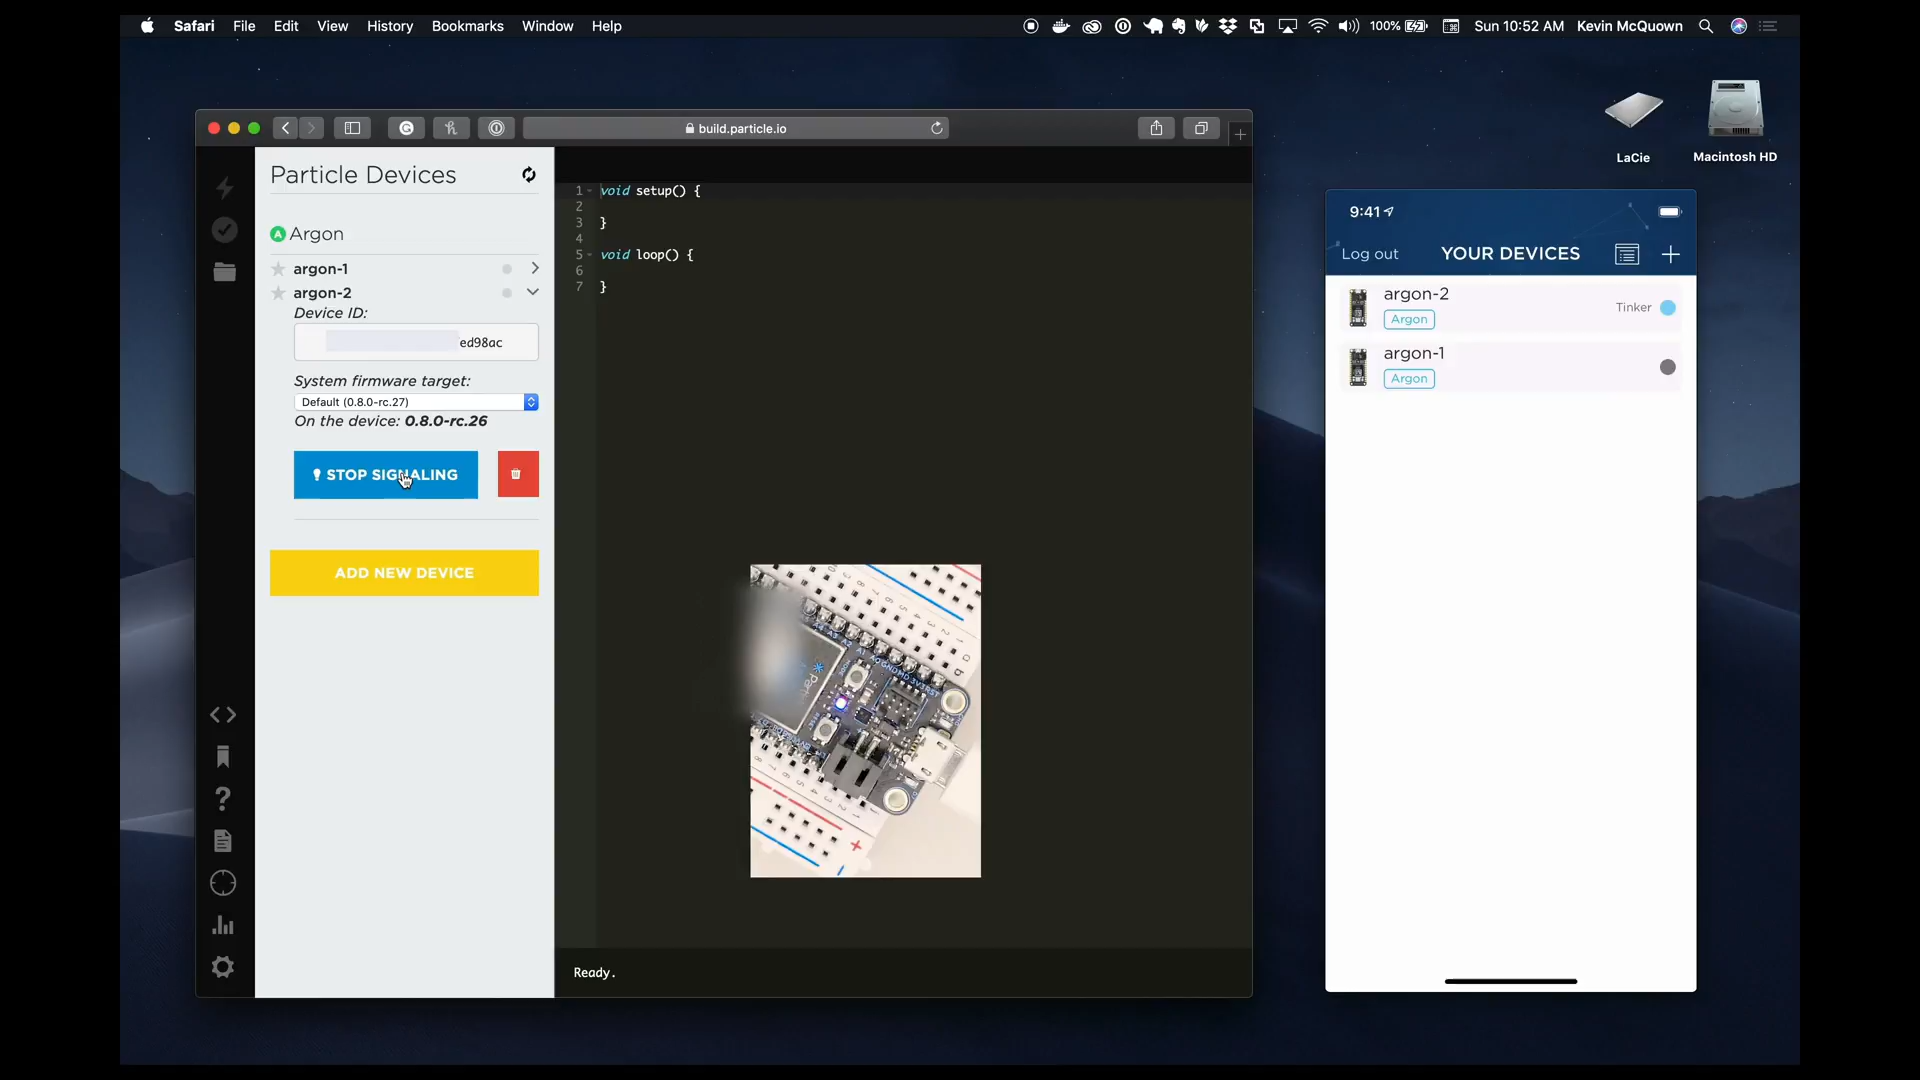 Safari File Edit View History Bookmarks Window Help 100% Sun 10:52 AM Kevin McQuown
LaCie
Macintosh HD
build.particle.io
Particle Devices
A Argon
argon-1
argon-2
Device ID:
ed98ac
System firmware target:
Default (0.8.0-rc.27)
On the device: 0.8.0-rc.26
STOP SIGNALING
ADD NEW DEVICE
1 void setup() {
2
3 }
4
5 void loop() {
6
7 }
Ready.
9:41
Log out YOUR DEVICES
argon-2
Argon
Tinker
argon-1
Argon